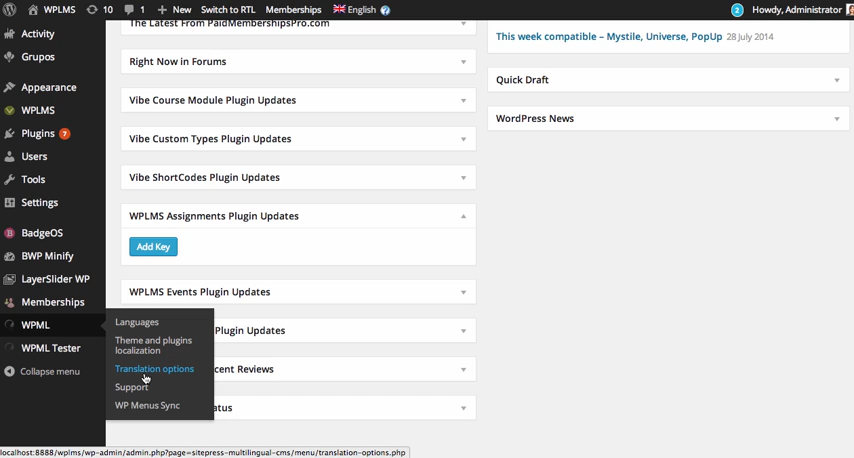 WPLMS 10 1 New Switch to RTL Memberships English ? 2 Howdy, Administrator
Activity
Grupos
Appearance
WPLMS
Plugins 7
Users
Tools
Settings
BadgeOS
BWP Minify
LayerSlider WP
Memberships
WPML
WPML Tester
Collapse menu
Languages
Theme and plugins
localization
Translation options
Support
WP Menus Sync
The Latest From PaidMembershipsPro.com
Right Now in Forums
Vibe Course Module Plugin Updates
Vibe Custom Types Plugin Updates
Vibe ShortCodes Plugin Updates
WPLMS Assignments Plugin Updates
Add Key
WPLMS Events Plugin Updates
Plugin Updates
cent Reviews
atus
This week compatible – Mystile, Universe, PopUp 28 July 2014
Quick Draft
WordPress News
localhost:8888/wplms/wp-admin/admin.php?page=sitepress-multilingual-cms/menu/translation-options.php